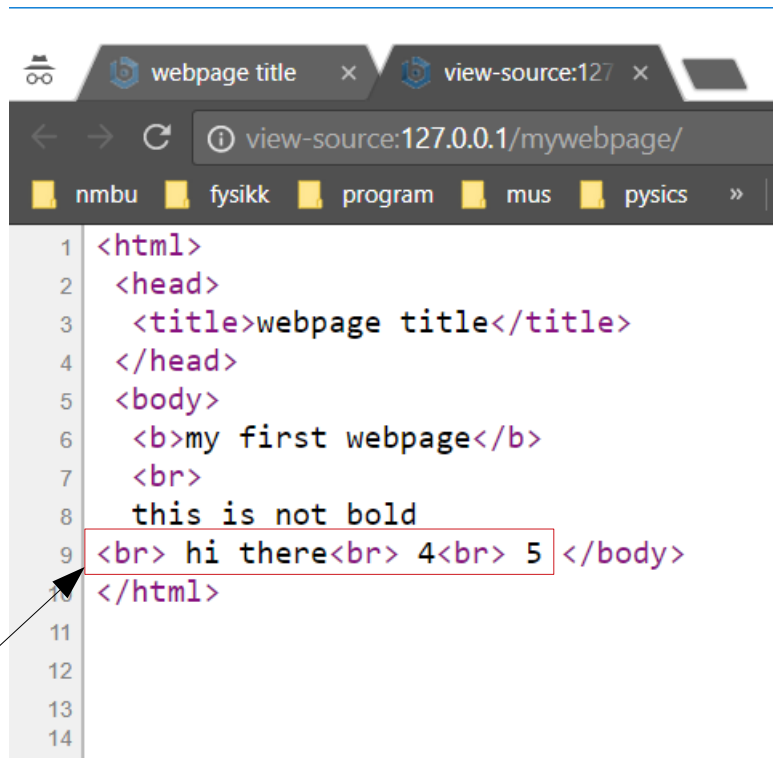 webpage title × view-source:127 ×
view-source:127.0.0.1/mywebpage/
nmbu fysikk program mus pysics »
1 <html>
2 <head>
3 <title>webpage title</title>
4 </head>
5 <body>
6 <b>my first webpage</b>
7 <br>
8 this is not bold
9 <br> hi there<br> 4<br> 5 </body>
10 </html>
11
12
13
14